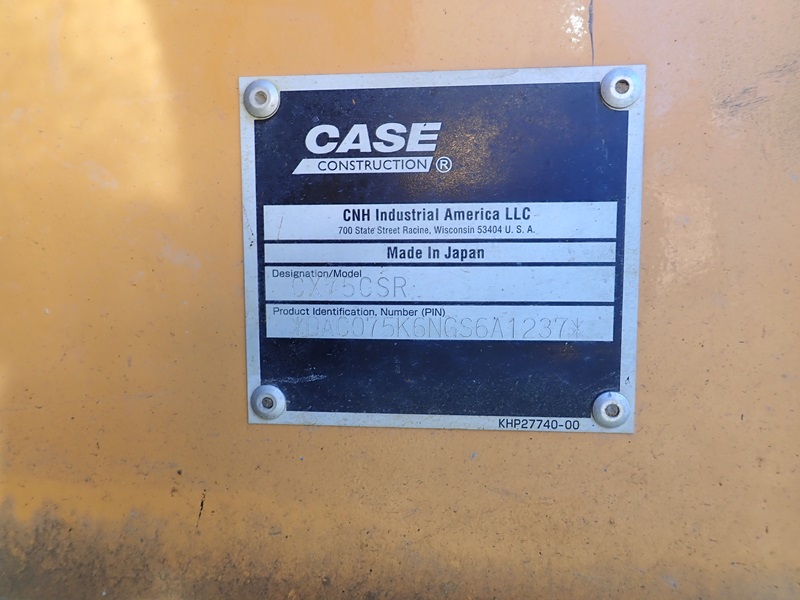 CASE
CONSTRUCTION ®
CNH Industrial America LLC
700 State Street Racine, Wisconsin 53404 U. S. A.
Made In Japan
Designation/Model
CX75CSR
Product Identification, Number (PIN)
*DAC075K6NGS6A1237*
KHP27740-00